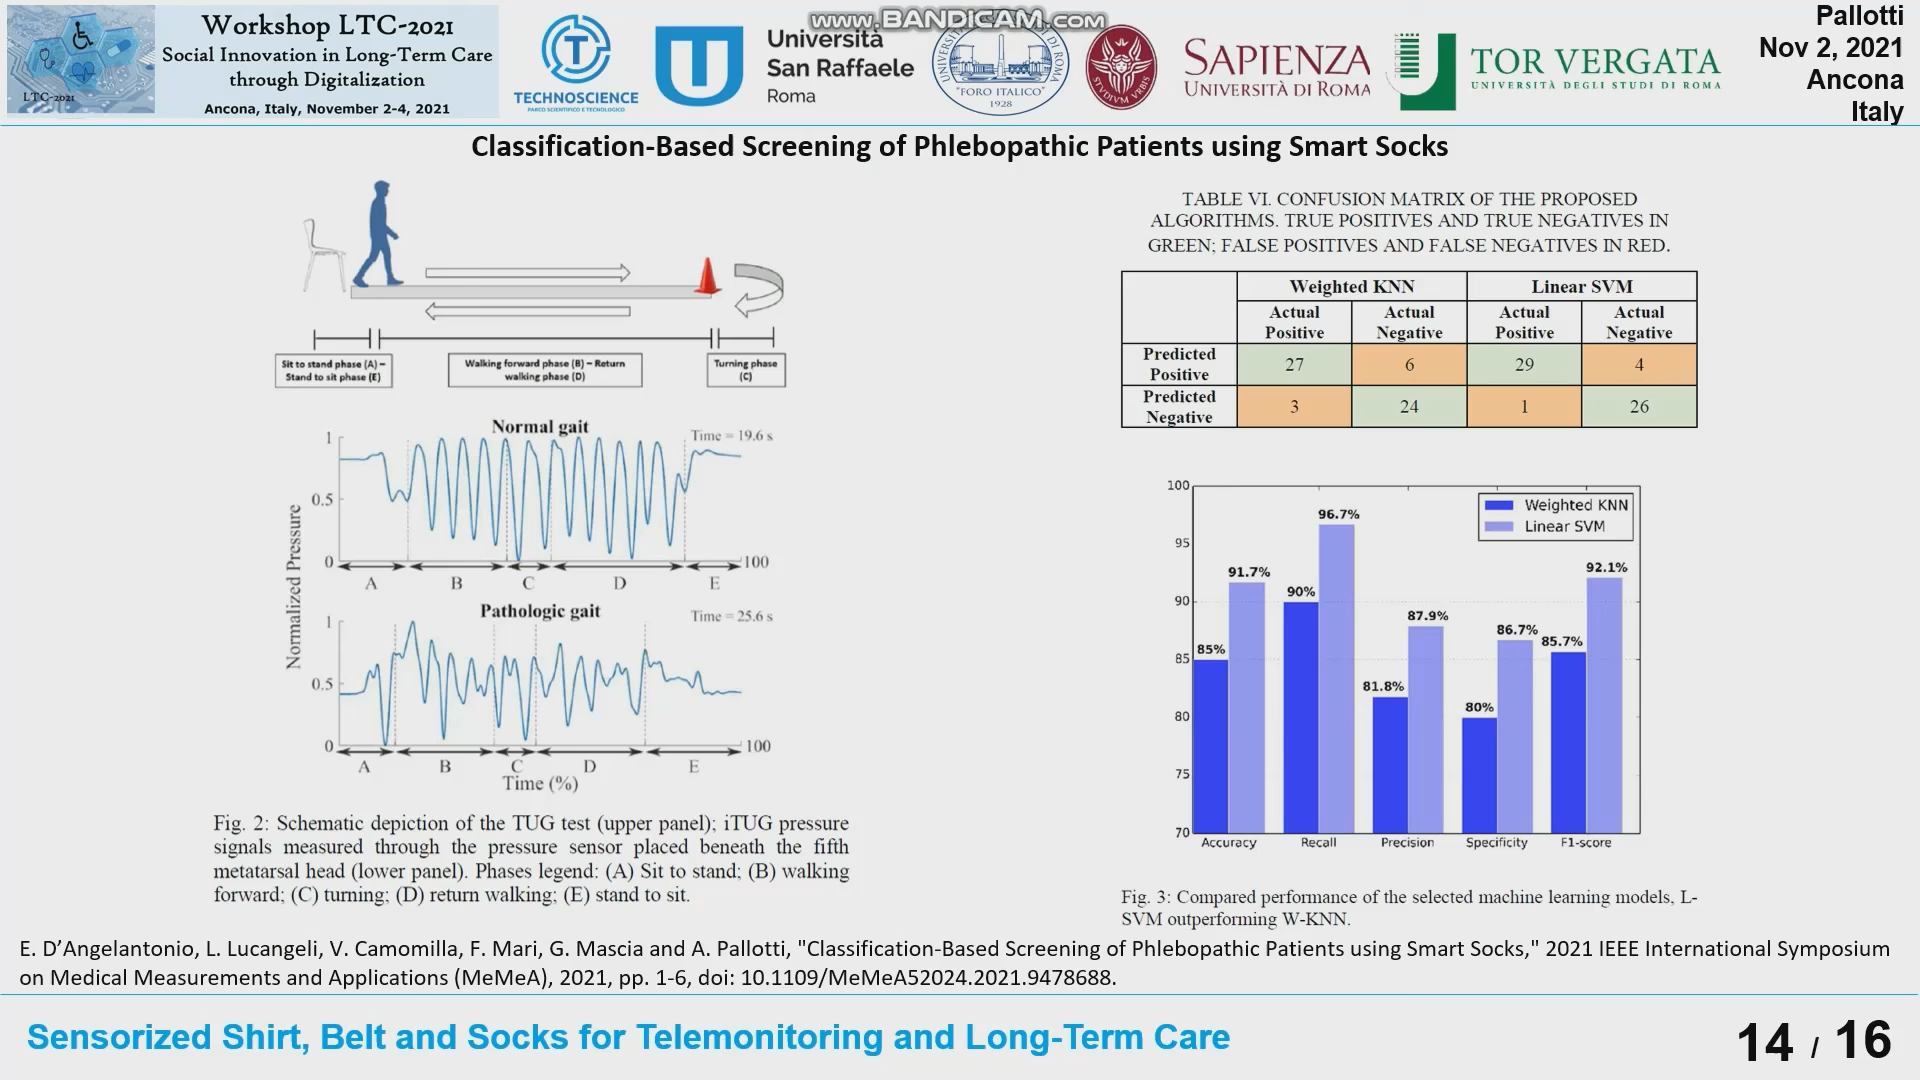 LTC-2021
Workshop LTC-2021
Social Innovation in Long-Term Care
through Digitalization
Ancona, Italy, November 2-4, 2021
TECHNOSCIENCE
PARCO SCIENTIFICO E TECNOLOGICO
Università
San Raffaele
Roma
www.BANDICAM.com
"FORO ITALICO"
1928
STVDIVM VRBIS
SAPIENZA
UNIVERSITÀ DI ROMA
TOR VERGATA
UNIVERSITÀ DEGLI STUDI DI ROMA
Pallotti
Nov 2, 2021
Ancona
Italy
Classification-Based Screening of Phlebopathic Patients using Smart Socks
Sit to stand phase (A) –
Stand to sit phase (E)
Walking forward phase (B) – Return
walking phase (D)
Turning phase
(C)
Normal gait
Time = 19.6 s
1
0.5
0
100
A B C D E
Normalized Pressure
Pathologic gait
Time = 25.6 s
1
0.5
0
100
A B C D E
Time (%)
Fig. 2: Schematic depiction of the TUG test (upper panel); iTUG pressure
signals measured through the pressure sensor placed beneath the fifth
metatarsal head (lower panel). Phases legend: (A) Sit to stand; (B) walking
forward; (C) turning; (D) return walking; (E) stand to sit.
TABLE VI. CONFUSION MATRIX OF THE PROPOSED
ALGORITHMS. TRUE POSITIVES AND TRUE NEGATIVES IN
GREEN; FALSE POSITIVES AND FALSE NEGATIVES IN RED.
Weighted KNN Linear SVM
Actual Positive Actual Negative Actual Positive Actual Negative
Predicted Positive 27 6 29 4
Predicted Negative 3 24 1 26
100
95
90
85
80
75
70
Weighted KNN
Linear SVM
85% 91.7% 90% 96.7% 81.8% 87.9% 80% 86.7% 85.7% 92.1%
Accuracy Recall Precision Specificity F1-score
Fig. 3: Compared performance of the selected machine learning models, L-
SVM outperforming W-KNN.
E. D’Angelantonio, L. Lucangeli, V. Camomilla, F. Mari, G. Mascia and A. Pallotti, "Classification-Based Screening of Phlebopathic Patients using Smart Socks," 2021 IEEE International Symposium
on Medical Measurements and Applications (MeMeA), 2021, pp. 1-6, doi: 10.1109/MeMeA52024.2021.9478688.
Sensorized Shirt, Belt and Socks for Telemonitoring and Long-Term Care
14 / 16